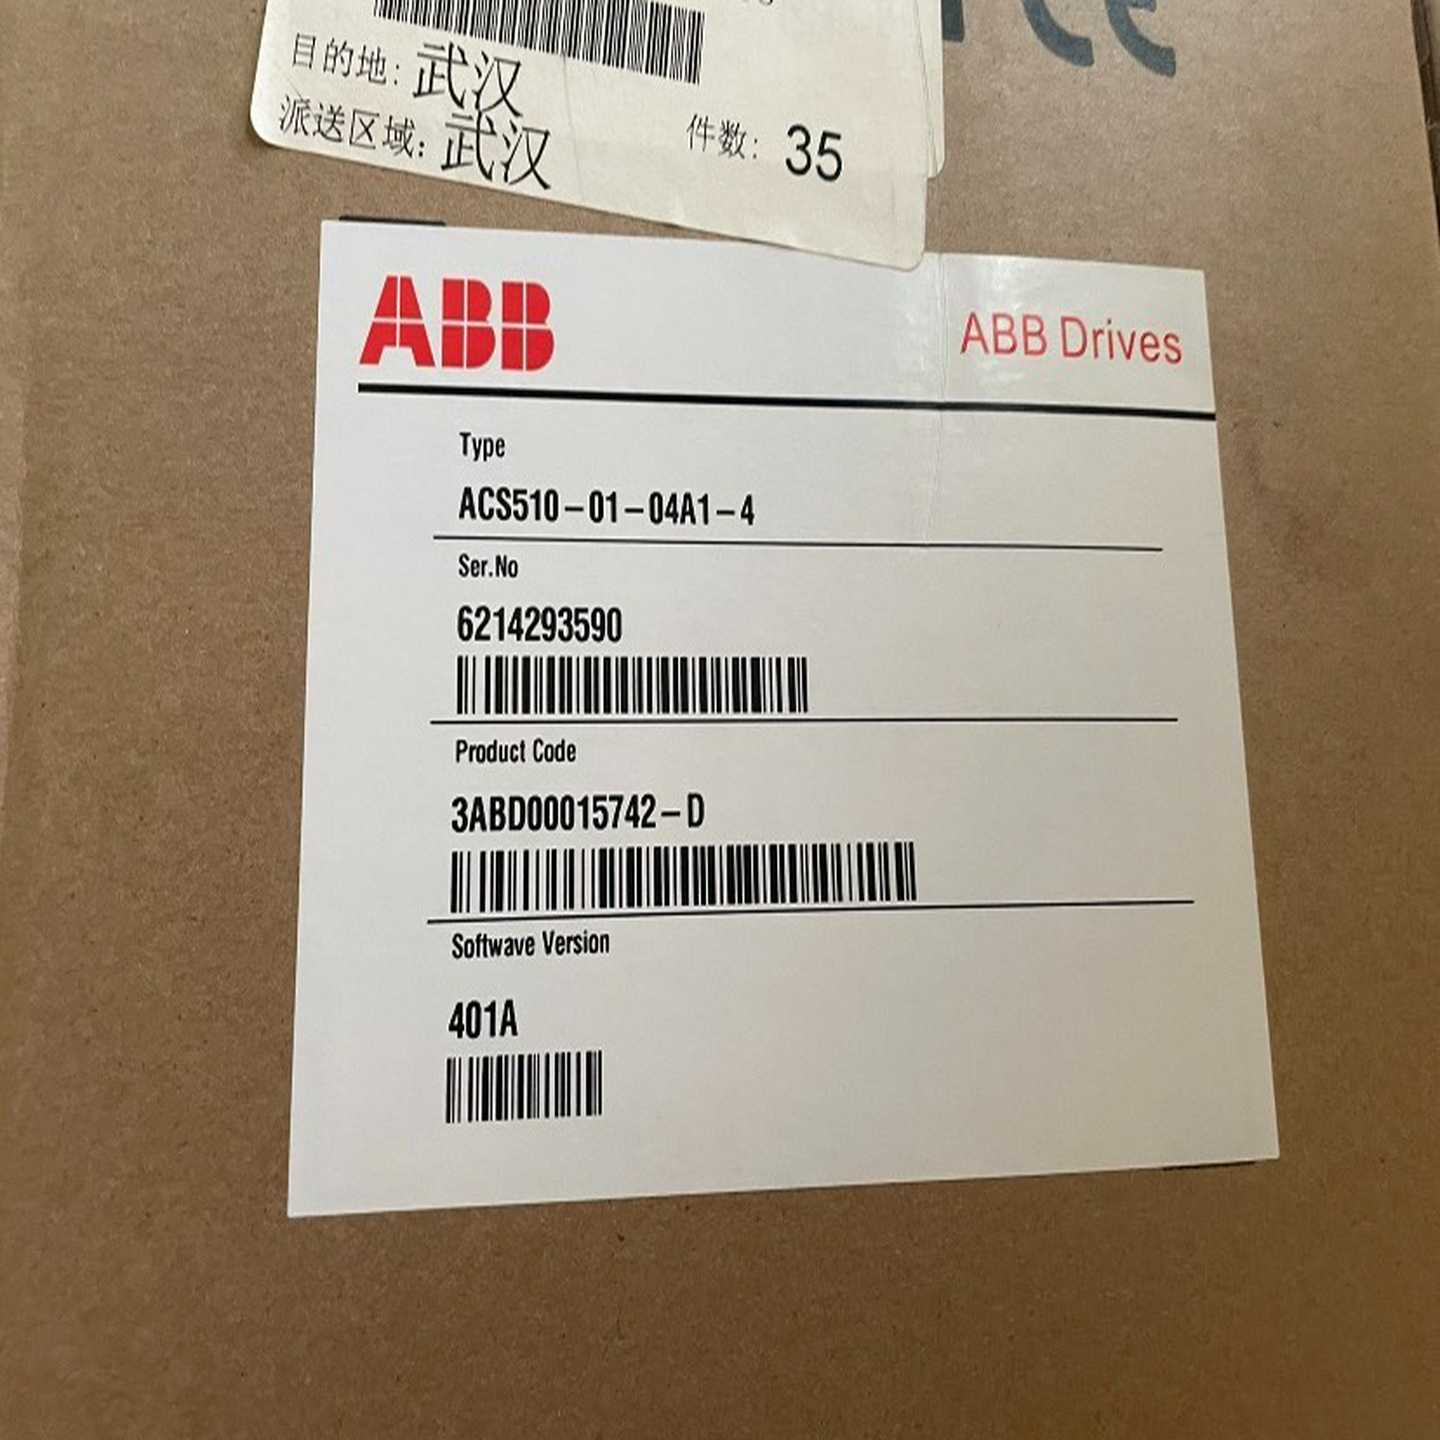 目的地: 武汉
派送区域: 武汉 件数: 35
ABB ABB Drives
Type
ACS510-01-04A1-4
Ser.No
6214293590
Product Code
3ABD00015742-D
Softwave Version
401A